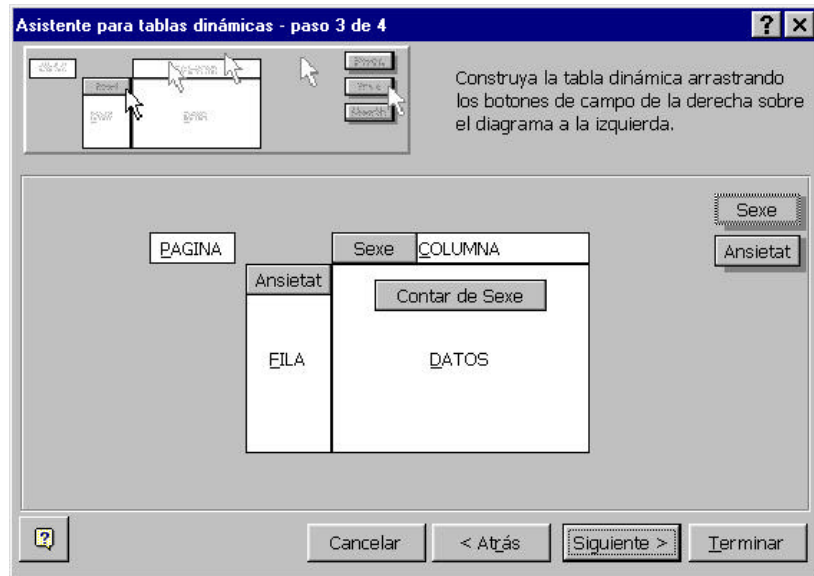 Asistente para tablas dinámicas - paso 3 de 4
Construya la tabla dinámica arrastrando
los botones de campo de la derecha sobre
el diagrama a la izquierda.
Sexe
PAGINA
Sexe
COLUMNA
Ansietat
Ansietat
Contar de Sexe
FILA
DATOS
Cancelar
< Atrás
Siguiente >
Terminar